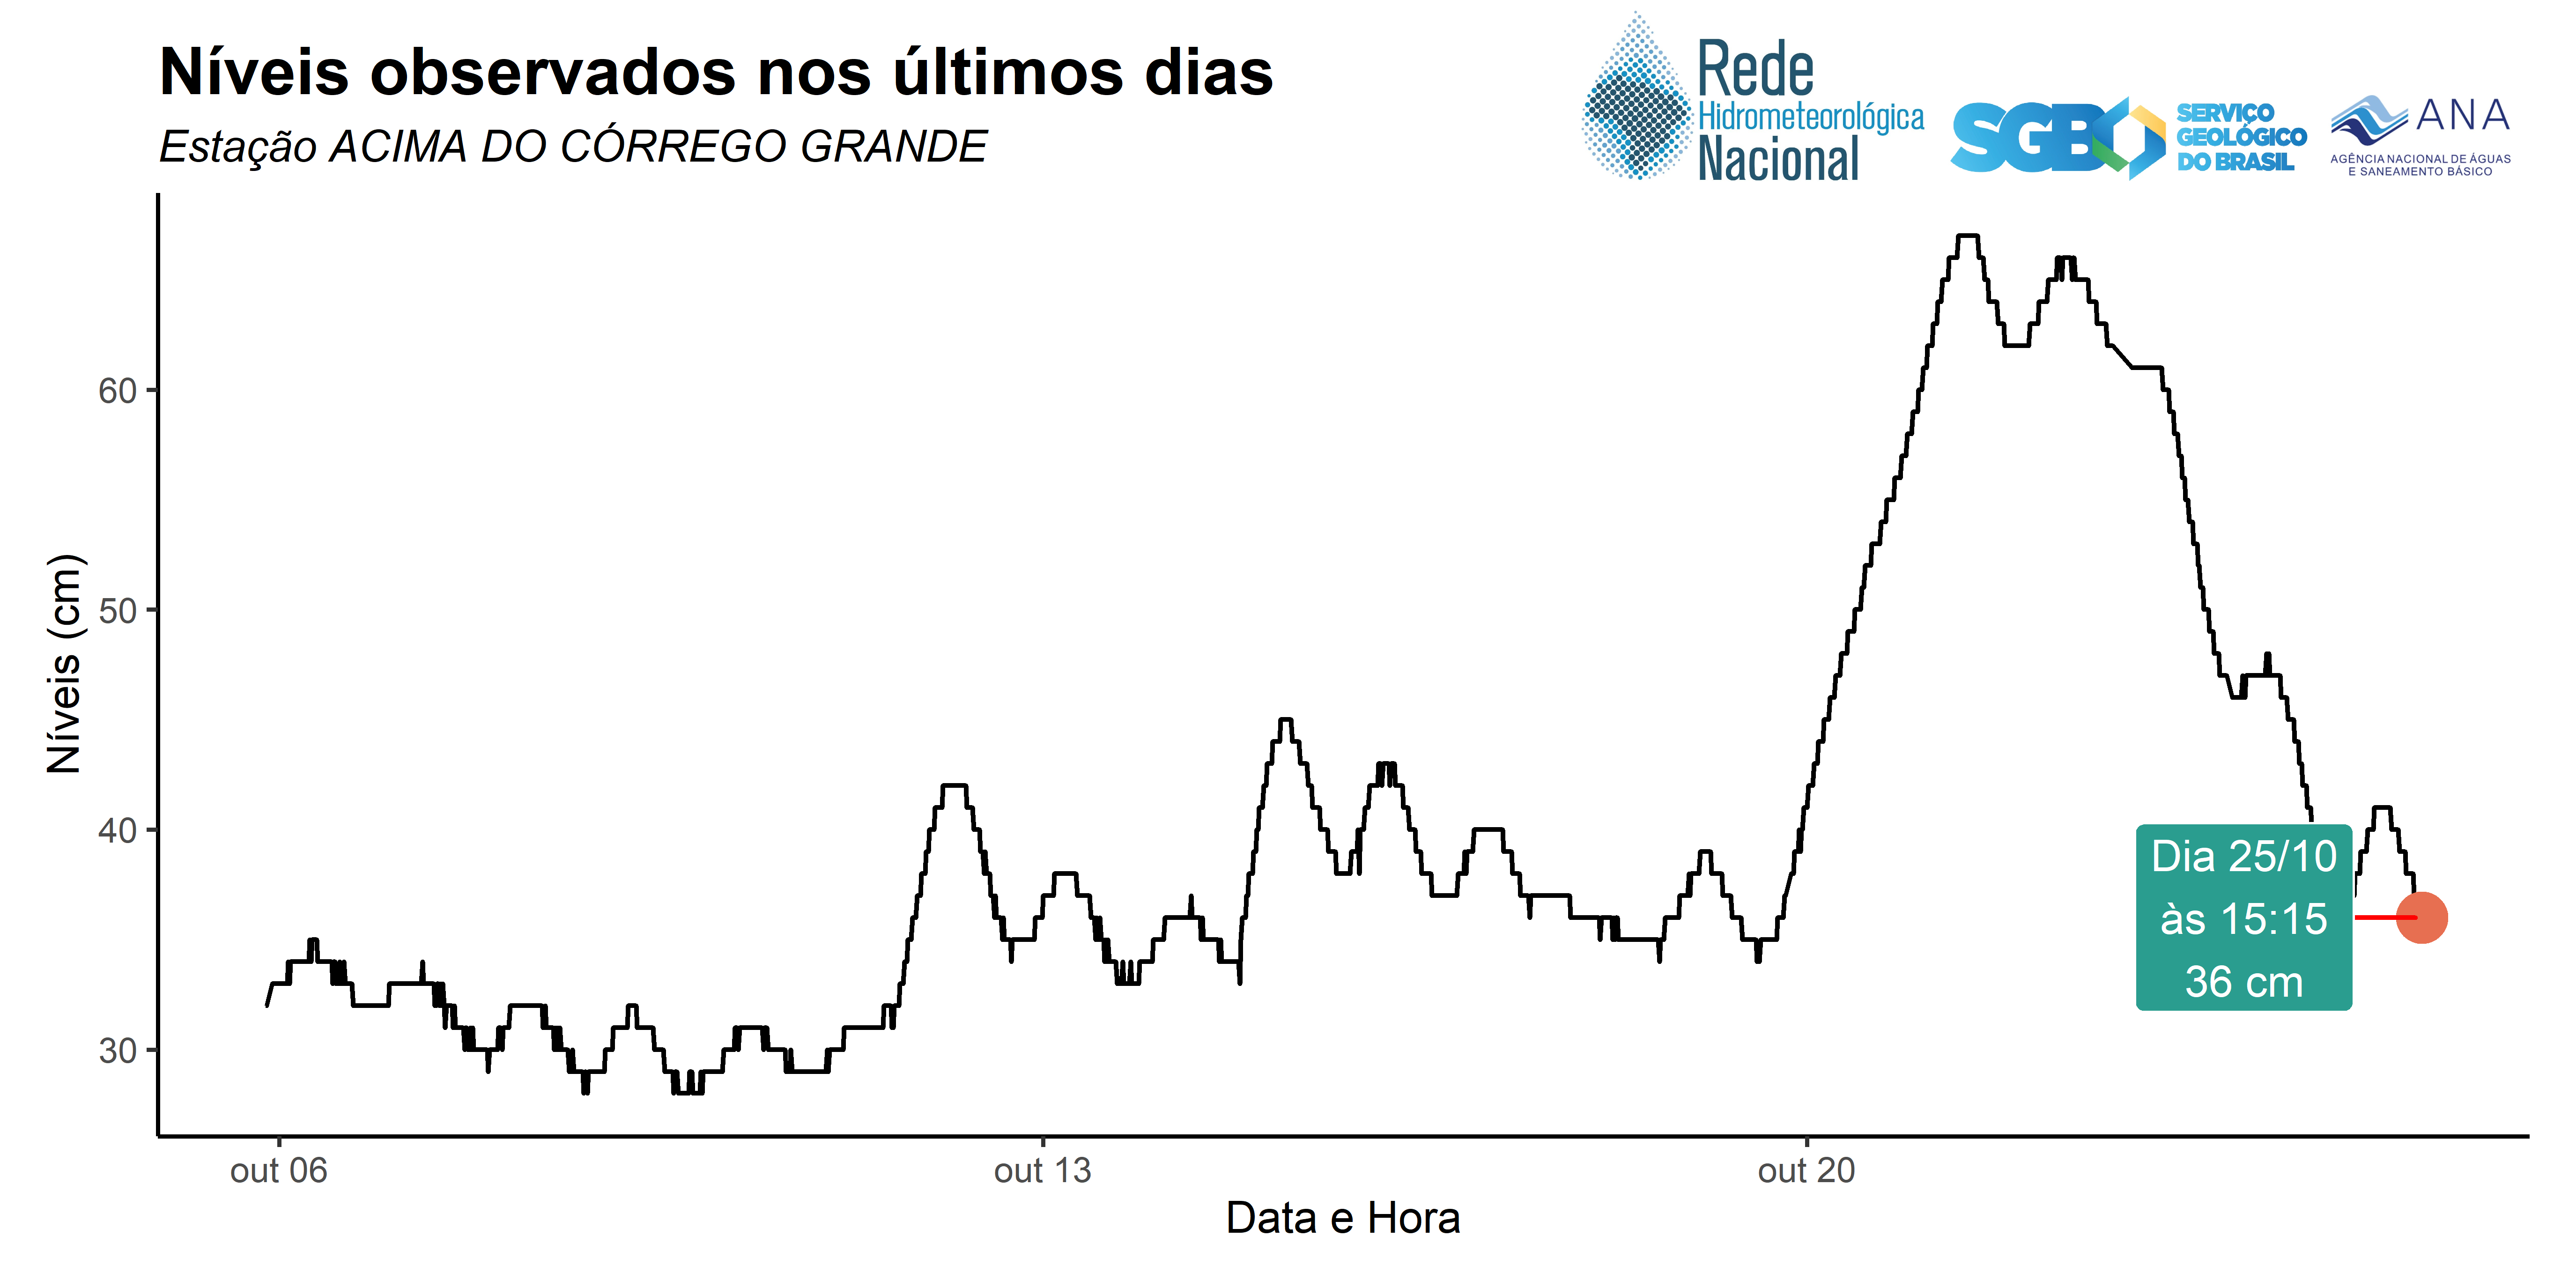 Níveis observados nos últimos dias
Estação ACIMA DO CÓRREGO GRANDE
Rede
Hidrometeorológica
Nacional
SGB
SERVIÇO
GEOLÓGICO
DO BRASIL
ANA
AGÊNCIA NACIONAL DE ÁGUAS
E SANEAMENTO BÁSICO
Níveis (cm)
60
50
40
30
Dia 25/10
às 15:15
36 cm
out 06
out 13
out 20
Data e Hora